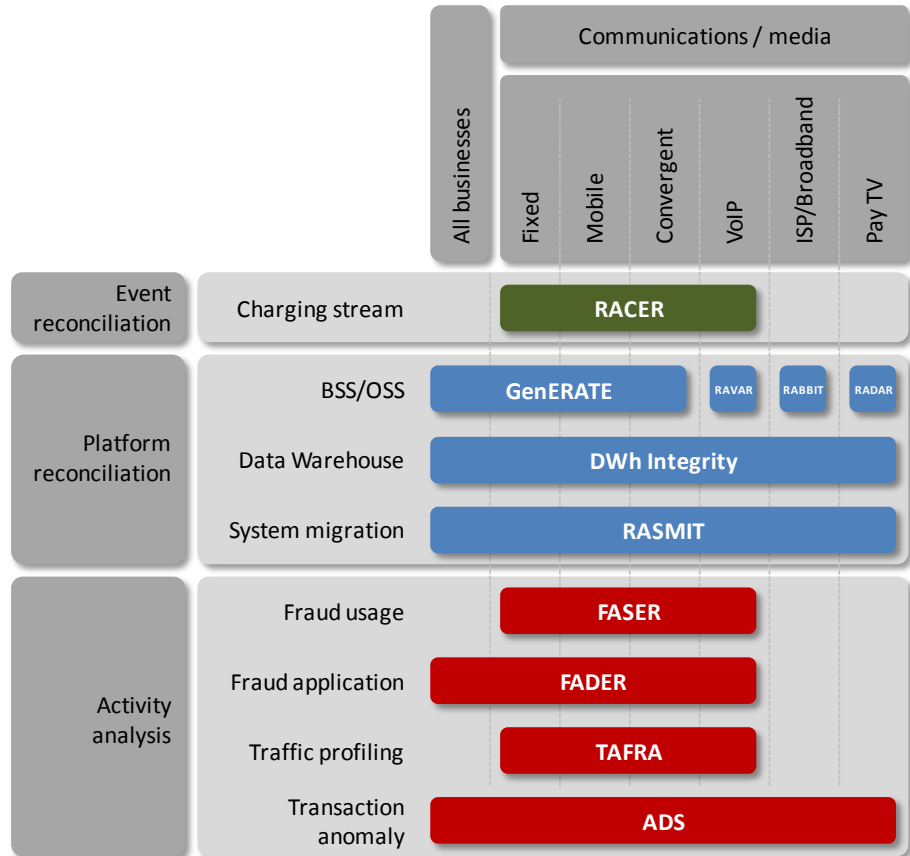 Communications / media
All businesses
Fixed
Mobile
Convergent
VoIP
ISP/Broadband
Pay TV
Event
reconciliation
Charging stream
RACER
Platform
reconciliation
BSS/OSS
GenERATE
RAVAR
RABBIT
RADAR
Data Warehouse
DWh Integrity
System migration
RASMIT
Activity
analysis
Fraud usage
FASER
Fraud application
FADER
Traffic profiling
TAFRA
Transaction
anomaly
ADS